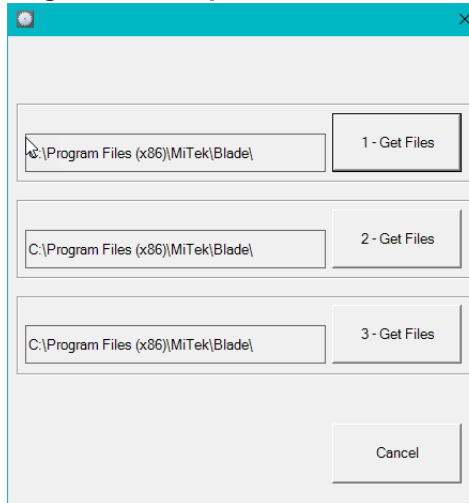 1 - Get Files
C:\Program Files (x86)\MiTek\Blade\
2 - Get Files
C:\Program Files (x86)\MiTek\Blade\
3 - Get Files
C:\Program Files (x86)\MiTek\Blade\
Cancel